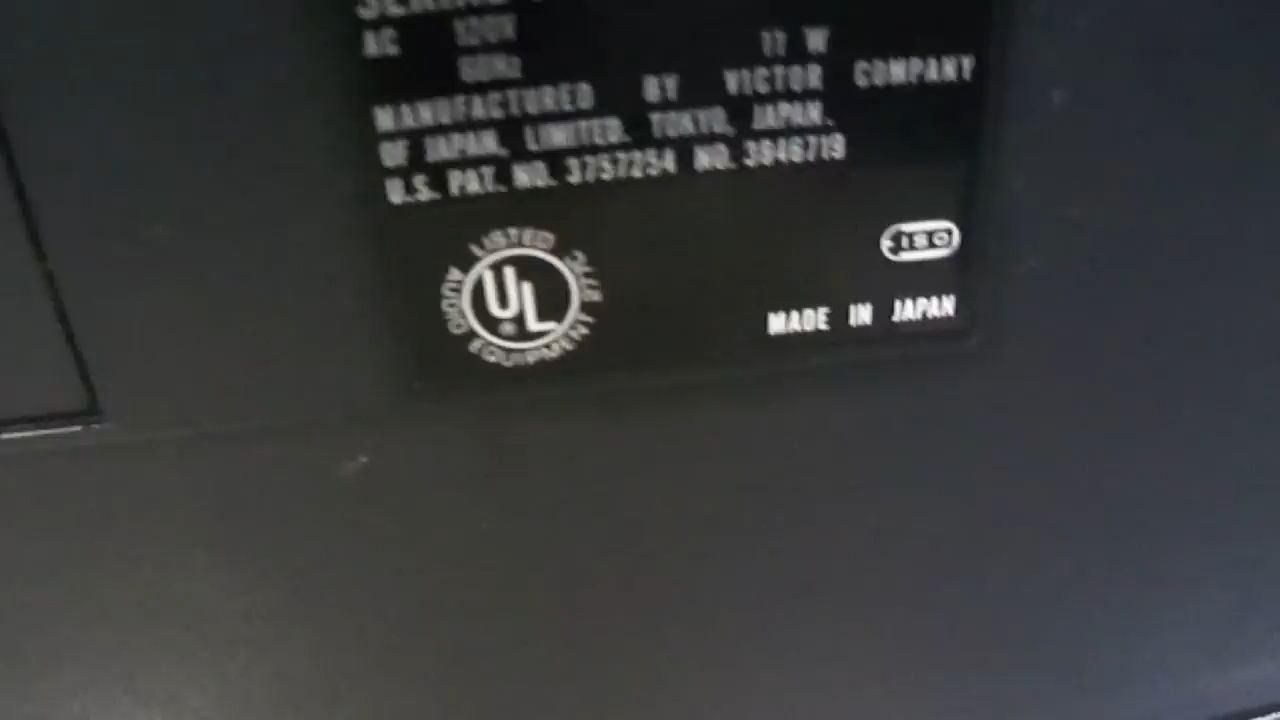 AC 120V 11 W
60Hz
MANUFACTURED BY VICTOR COMPANY
OF JAPAN, LIMITED. TOKYO, JAPAN.
U.S. PAT. NO. 3757254 NO. 3946719
LISTED
UL
®
AUDIO EQUIPMENT
ISO
MADE IN JAPAN